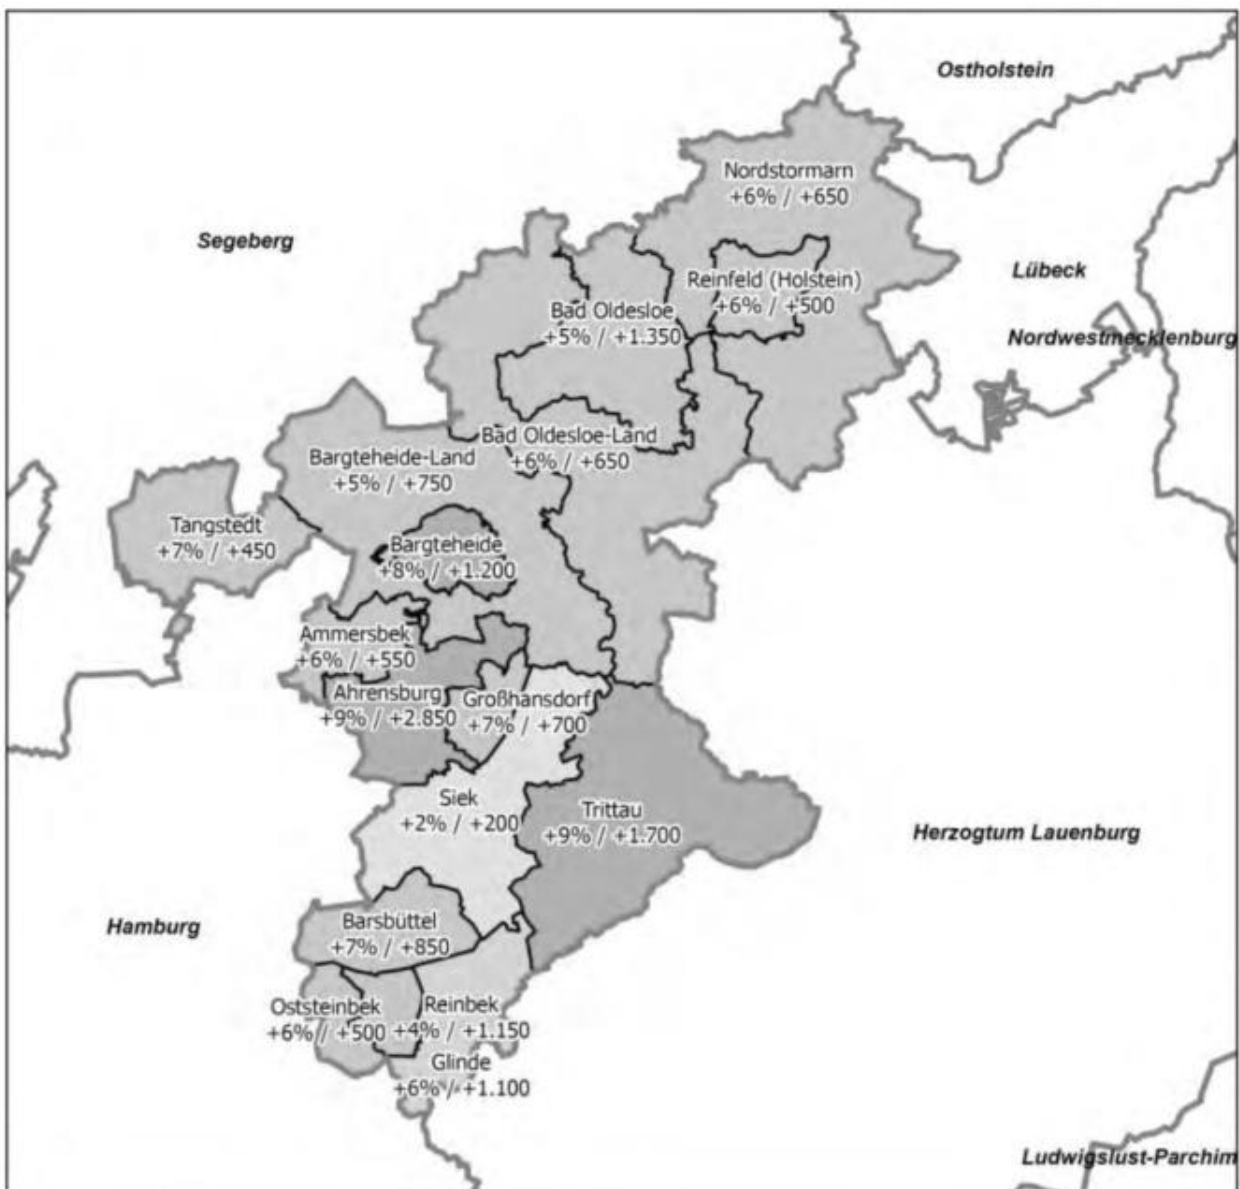 Ostholstein
Nordstormarn
+6% / +650
Segeberg
Lübeck
Reinfeld (Holstein)
+6% / +500
Bad Oldesloe
+5% / +1.350
Nordwestmecklenburg
Bad Oldesloe-Land
+6% / +650
Bargteheide-Land
+5% / +750
Tangstedt
+7% / +450
Bargteheide
+8% / +1.200
Ammersbek
+6% / +550
Ahrensburg
+9% / +2.850
Großhansdorf
+7% / +700
Siek
+2% / +200
Trittau
+9% / +1.700
Herzogtum Lauenburg
Hamburg
Barsbüttel
+7% / +850
Oststeinbek
+6% / +500
Reinbek
+4% / +1.150
Glinde
+6% / +1.100
Ludwigslust-Parchim